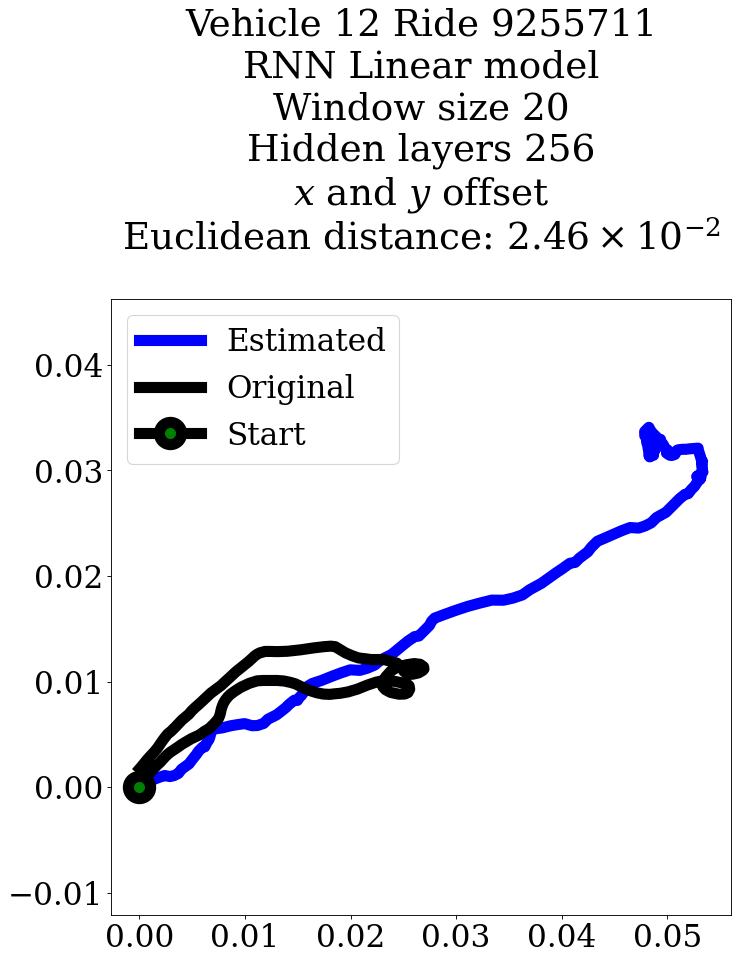 Vehicle 12 Ride 9255711
RNN Linear model
Window size 20
Hidden layers 256
x and y offset
Euclidean distance: 2.46 × 10⁻²
Estimated
Original
Start
0.04
0.03
0.02
0.01
0.00
−0.01
0.00 0.01 0.02 0.03 0.04 0.05